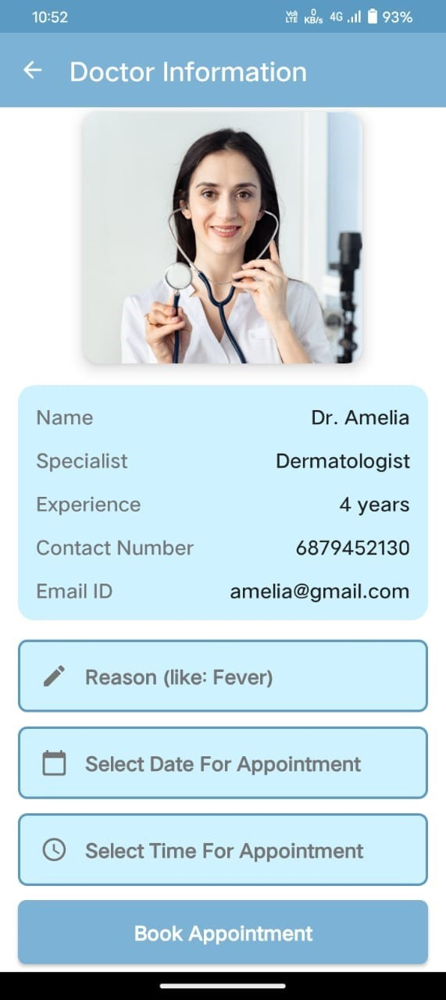 10:52
Vo) LTE 0 KB/s 4G 93%
Doctor Information
Name Dr. Amelia
Specialist Dermatologist
Experience 4 years
Contact Number 6879452130
Email ID amelia@gmail.com
Reason (like: Fever)
Select Date For Appointment
Select Time For Appointment
Book Appointment